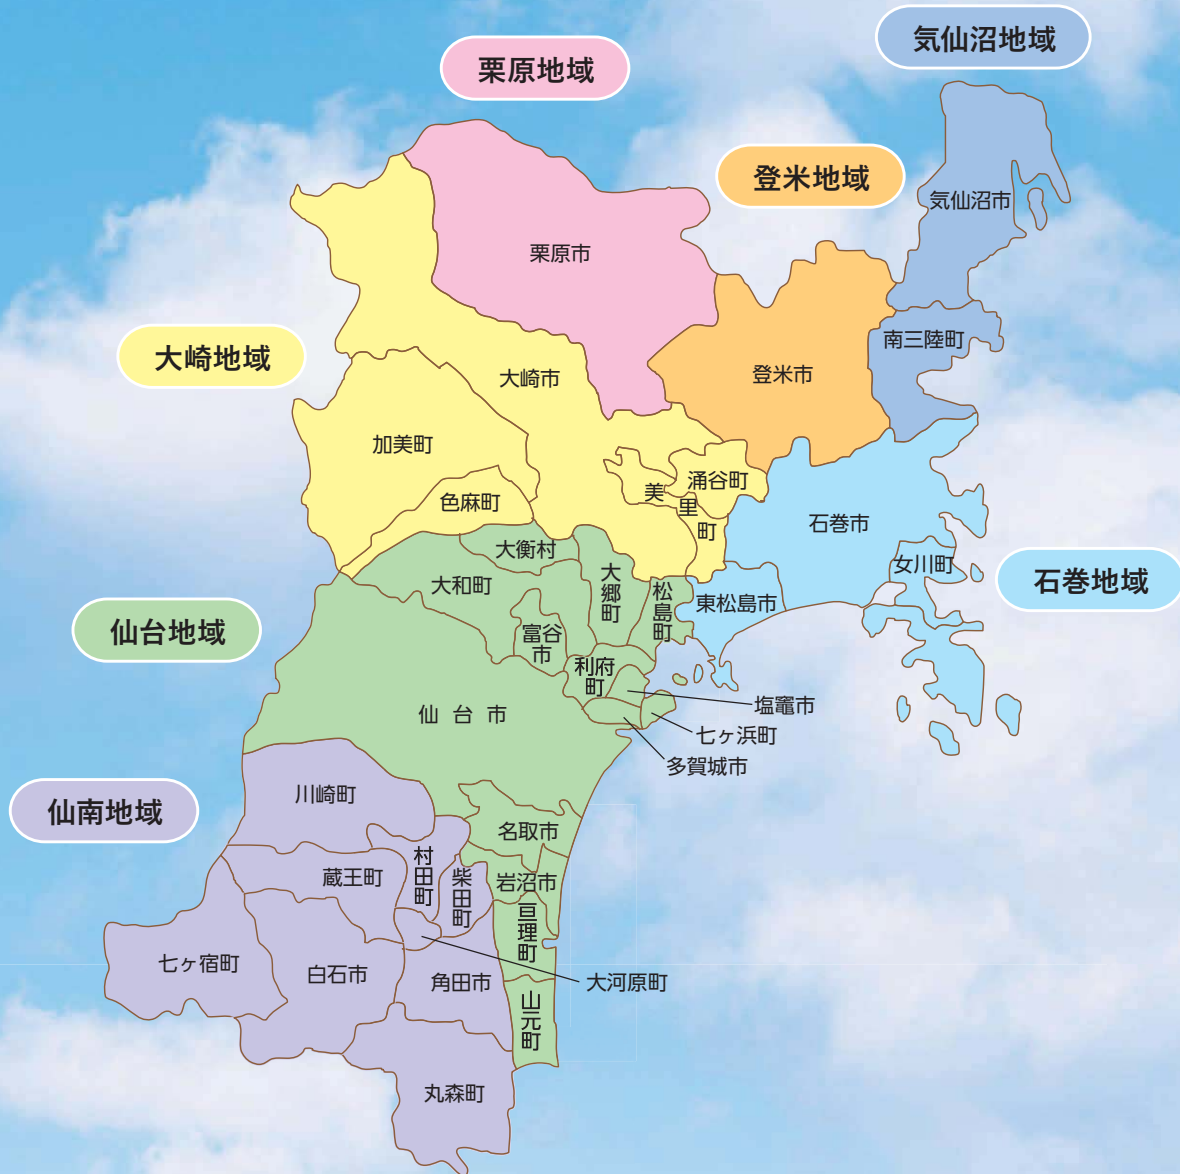 気仙沼地域
栗原地域
登米地域
気仙沼市
栗原市
南三陸町
大崎地域
登米市
大崎市
加美町
涌谷町
色麻町
美里町
石巻市
大衡村
女川町
石巻地域
大和町
大郷町
松島町
東松島市
仙台地域
富谷市
利府町
塩竈市
仙台市
七ヶ浜町
多賀城市
川崎町
仙南地域
名取市
村田町
蔵王町
柴田町
岩沼市
亘理町
七ヶ宿町
白石市
角田市
大河原町
山元町
丸森町